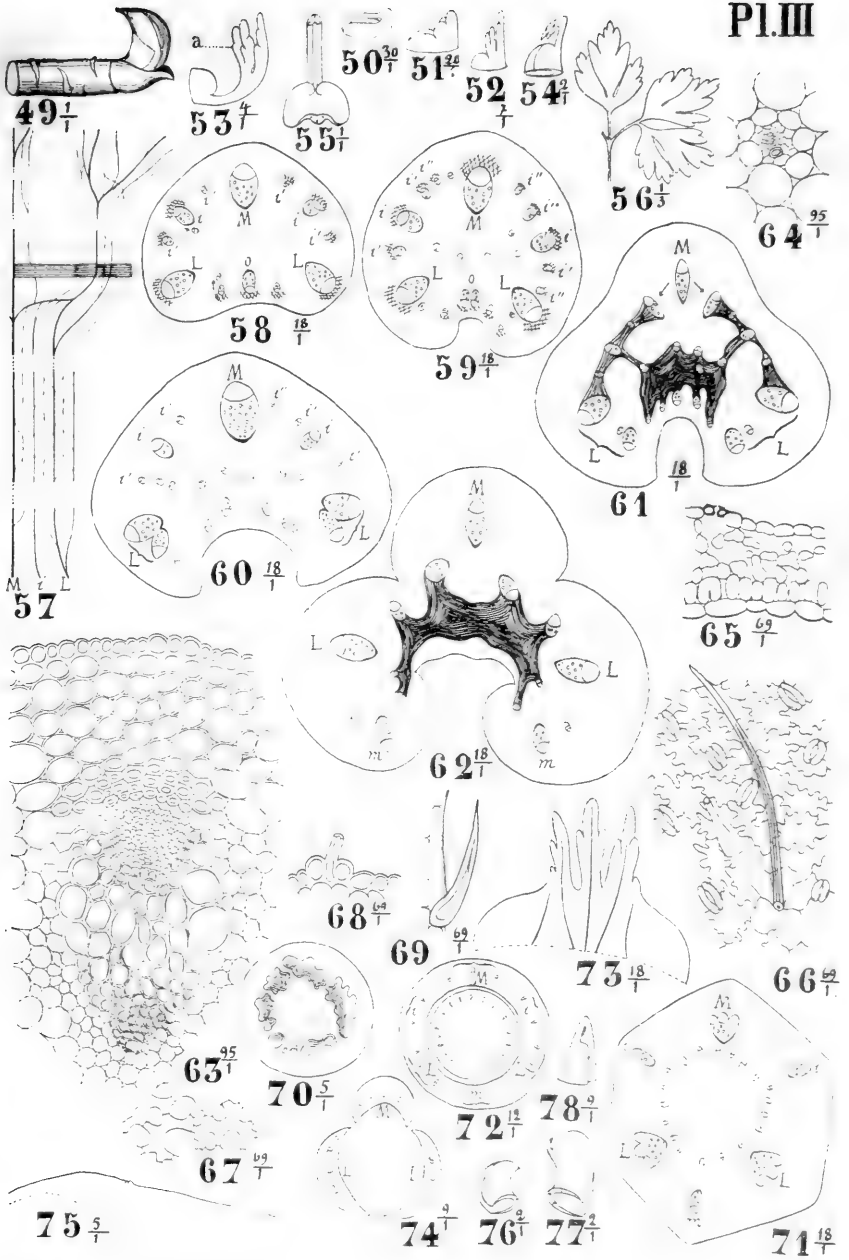 Pl.III
49 1/1
a
53 4/1
55 1/1
50 30/1
51 20/1
52 7/1
54 2/1
56 1/3
64 95/1
M
i i' i''
L o L
58 18/1
i'' e i''
M
i i' i''
L o L
59 18/1
M
L L
18/1
61
M i L
57
M
i i' i''
L L
60 18/1
M
L L
m m
62 18/1
65 69/1
63 95/1
68 69/1
69 69/1
73 18/1
66 69/1
70 5/1
M
i i
L L
m
72 12/1
78 9/1
67 69/1
75 5/1
M
L L
74 9/1
76 2/1
77 2/1
M
L L
71 18/1